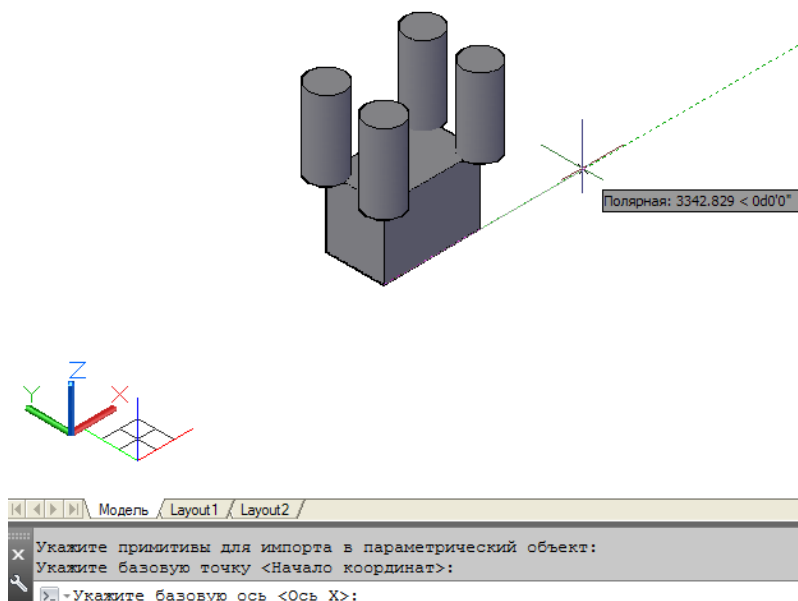 Полярная: 3342.829 < 0d0'0"
Z
Y
X
Модель Layout1 Layout2
Укажите примитивы для импорта в параметрический объект:
Укажите базовую точку <Начало координат>:
Укажите базовую ось <Ось X>: